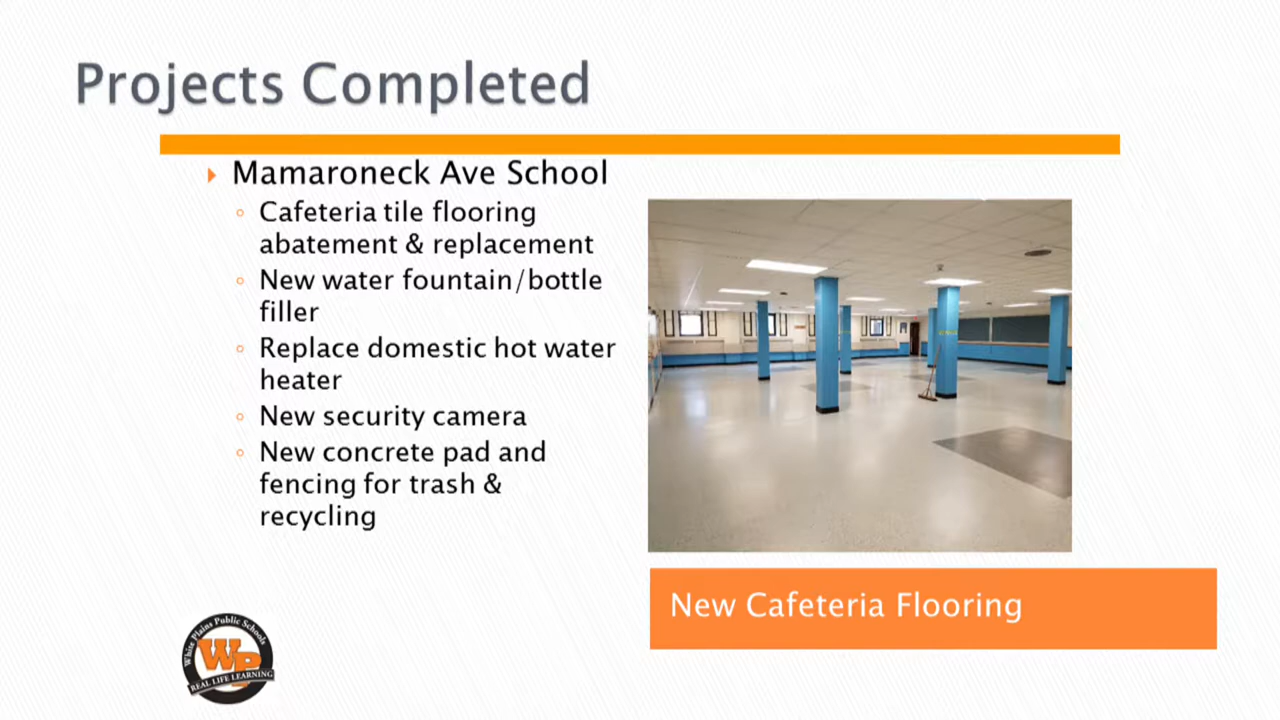 Projects Completed
Mamaroneck Ave School
Cafeteria tile flooring
abatement & replacement
New water fountain/bottle
filler
Replace domestic hot water
heater
New security camera
New concrete pad and
fencing for trash &
recycling
New Cafeteria Flooring
White Plains Public Schools
WP
REAL LIFE LEARNING